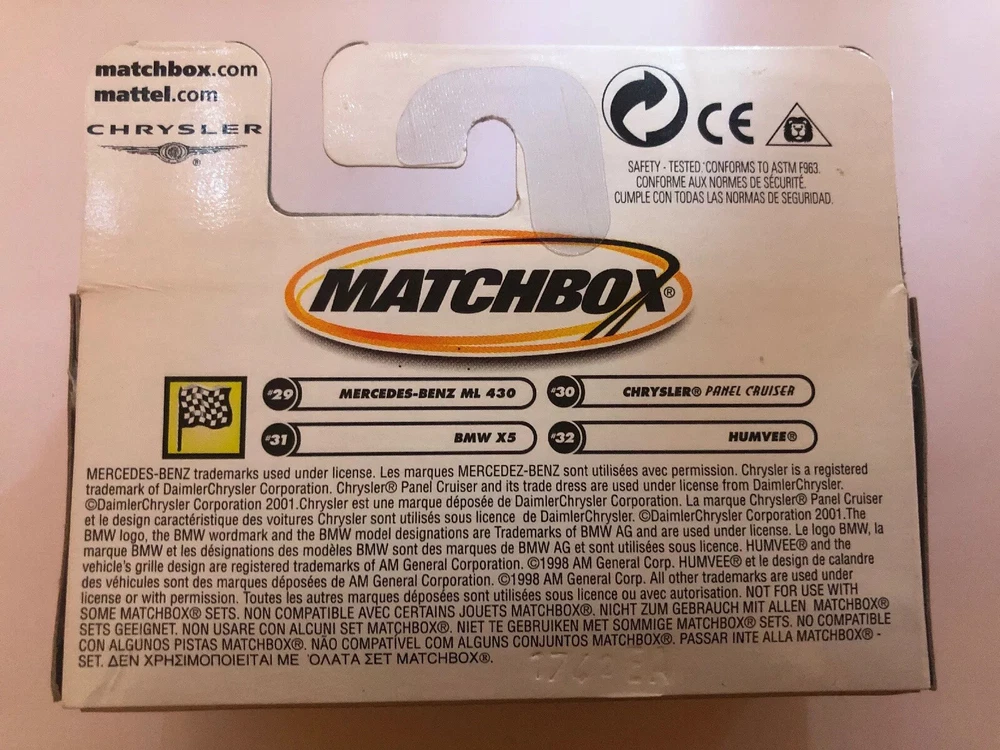 matchbox.com
mattel.com
CHRYSLER
®
CE
SAFETY - TESTED. CONFORMS TO ASTM F963.
CONFORME AUX NORMES DE SÉCURITÉ.
CUMPLE CON TODAS LAS NORMAS DE SEGURIDAD.
MATCHBOX®
#29 MERCEDES-BENZ ML 430
#30 CHRYSLER® PANEL CRUISER
#31 BMW X5
#32 HUMVEE®
MERCEDES-BENZ trademarks used under license. Les marques MERCEDEZ-BENZ sont utilisées avec permission. Chrysler is a registered
trademark of DaimlerChrysler Corporation. Chrysler® Panel Cruiser and its trade dress are used under license from DaimlerChrysler.
©DaimlerChrysler Corporation 2001.Chrysler est une marque déposée de DaimlerChrysler Corporation. La marque Chrysler® Panel Cruiser
et le design caractéristique des voitures Chrysler sont utilisés sous licence de DaimlerChrysler. ©DaimlerChrysler Corporation 2001.The
BMW logo, the BMW wordmark and the BMW model designations are Trademarks of BMW AG and are used under license. Le logo BMW, la
marque BMW et les désignations des modèles BMW sont des marques de BMW AG et sont utilisées sous licence. HUMVEE® and the
vehicle's grille design are registered trademarks of AM General Corporation. ©1998 AM General Corp. HUMVEE® et le design de calandre
des véhicules sont des marques déposées de AM General Corporation. ©1998 AM General Corp. All other trademarks are used under
license or with permission. Toutes les autres marques déposées sont utilisées sous licence ou avec autorisation. NOT FOR USE WITH
SOME MATCHBOX® SETS. NON COMPATIBLE AVEC CERTAINS JOUETS MATCHBOX®. NICHT ZUM GEBRAUCH MIT ALLEN MATCHBOX®
SETS GEEIGNET. NON USARE CON ALCUNI SET MATCHBOX®. NIET TE GEBRUIKEN MET SOMMIGE MATCHBOX® SETS. NO COMPATIBLE
CON ALGUNOS PISTAS MATCHBOX®. NÃO COMPATÍVEL COM ALGUNS CONJUNTOS MATCHBOX®. PASSAR INTE ALLA MATCHBOX® -
SET. ΔΕΝ ΧΡΗΣΙΜΟΠΟΙΕΙΤΑΙ ΜΕ ΌΛΑΤΑ ΣΕΤ MATCHBOX®.